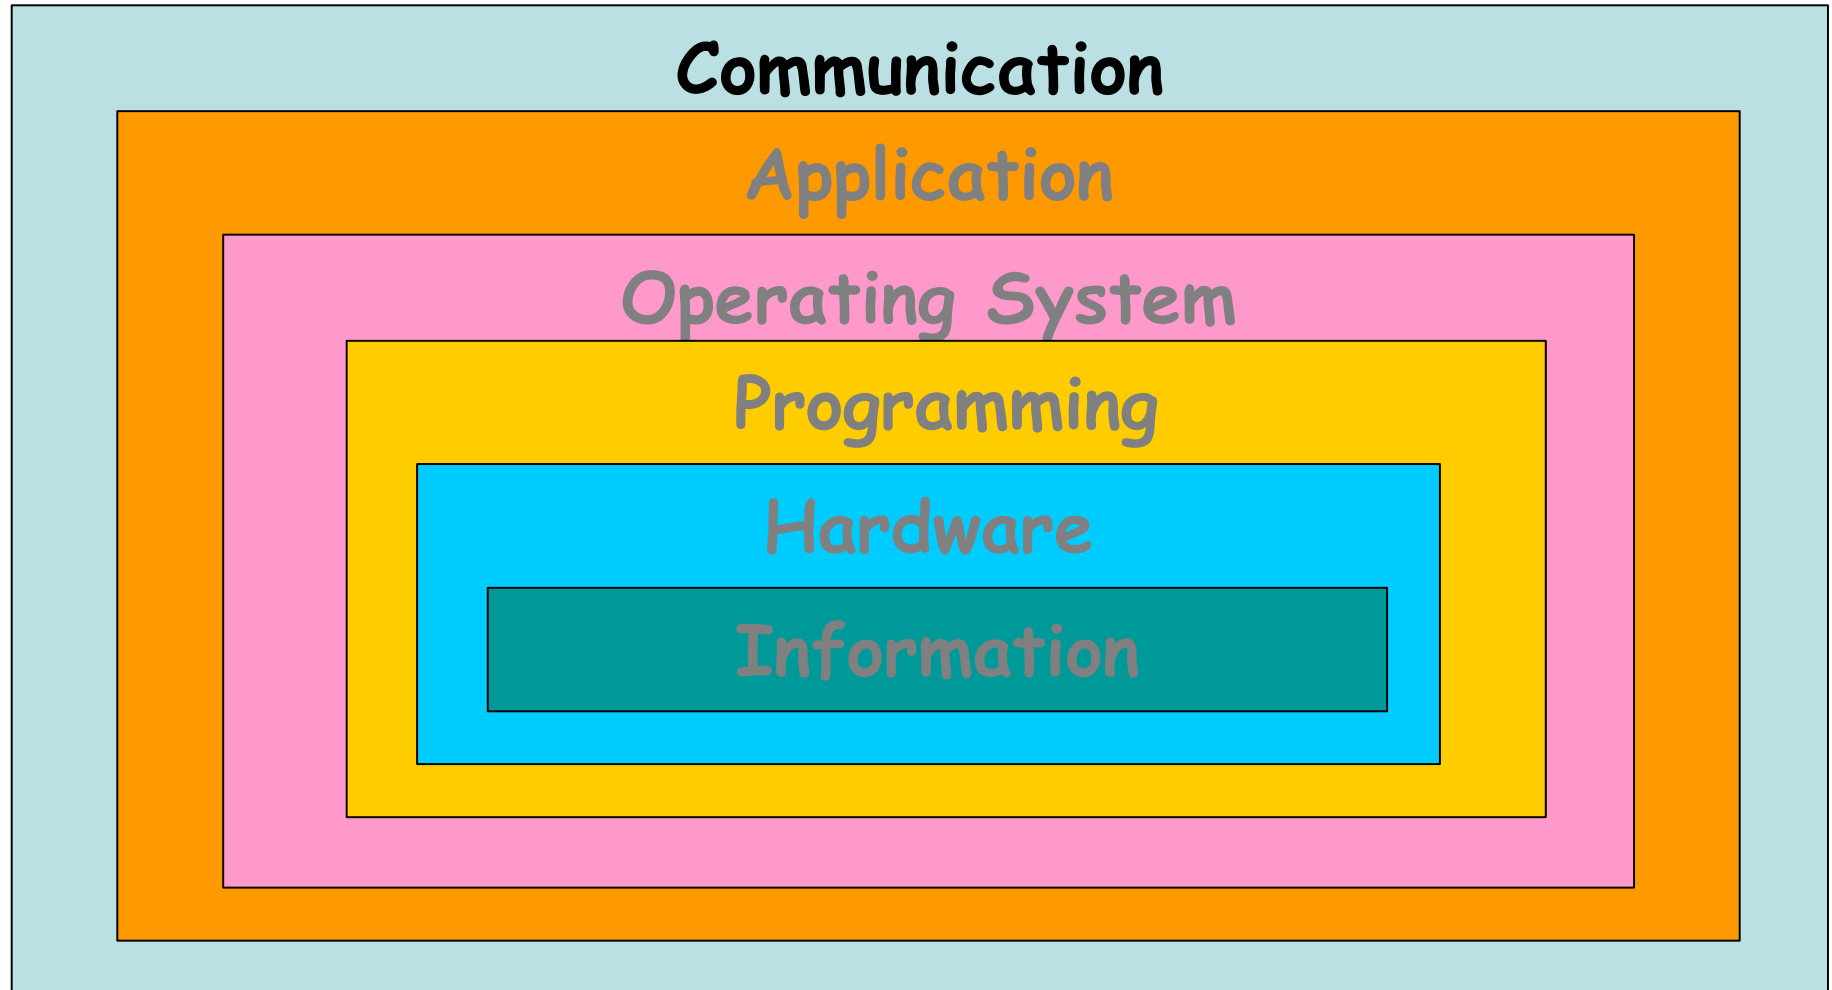 Communication
Application
Operating System
Programming
Hardware
Information